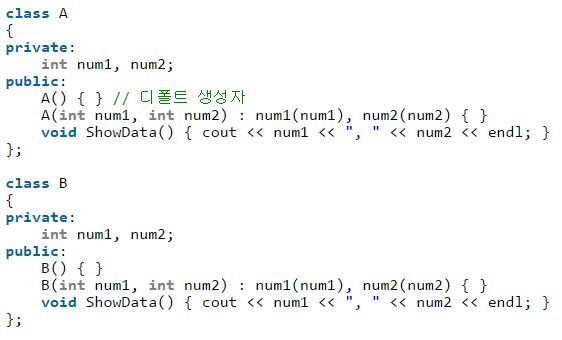 class A
{
private:
    int num1, num2;
public:
    A() { } // 디폴트 생성자
    A(int num1, int num2) : num1(num1), num2(num2) { }
    void ShowData() { cout << num1 << ", " << num2 << endl; }
};

class B
{
private:
    int num1, num2;
public:
    B() { }
    B(int num1, int num2) : num1(num1), num2(num2) { }
    void ShowData() { cout << num1 << ", " << num2 << endl; }
};